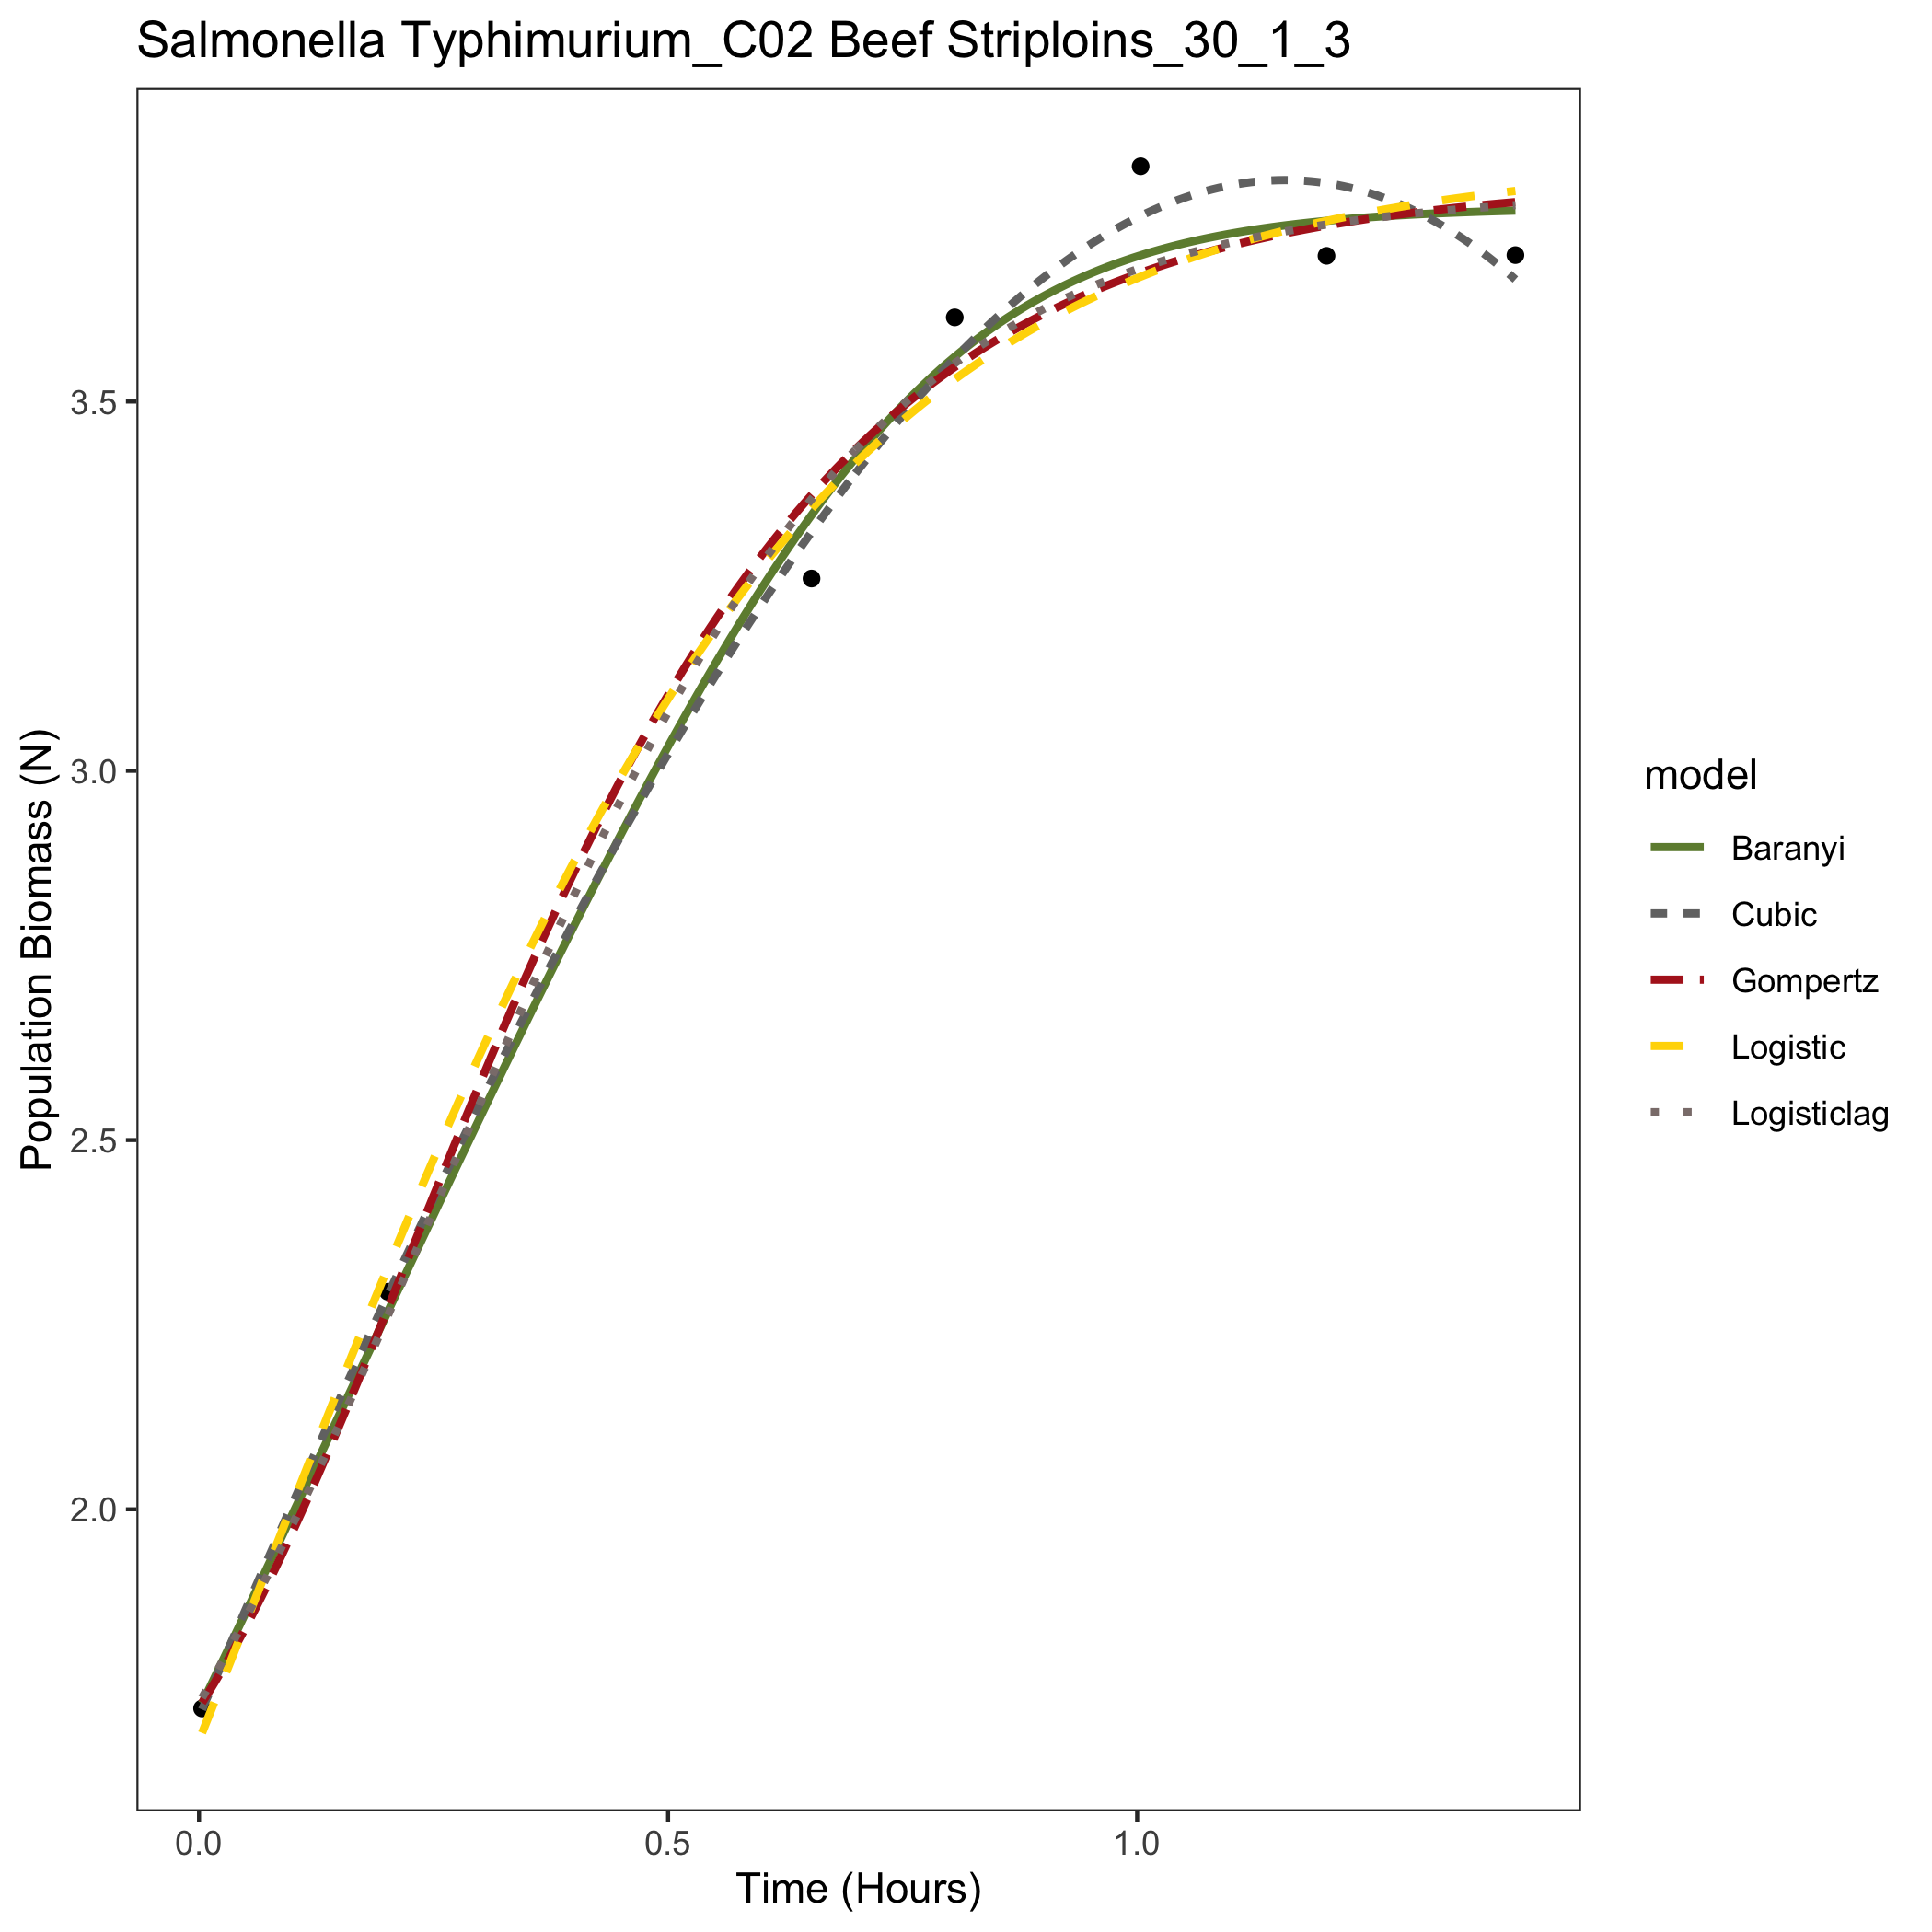 Salmonella Typhimurium_C02 Beef Striploins_30_1_3
Population Biomass (N)
3.5
3.0
2.5
2.0
0.0
0.5
1.0
Time (Hours)
model
Baranyi
Cubic
Gompertz
Logistic
Logisticlag